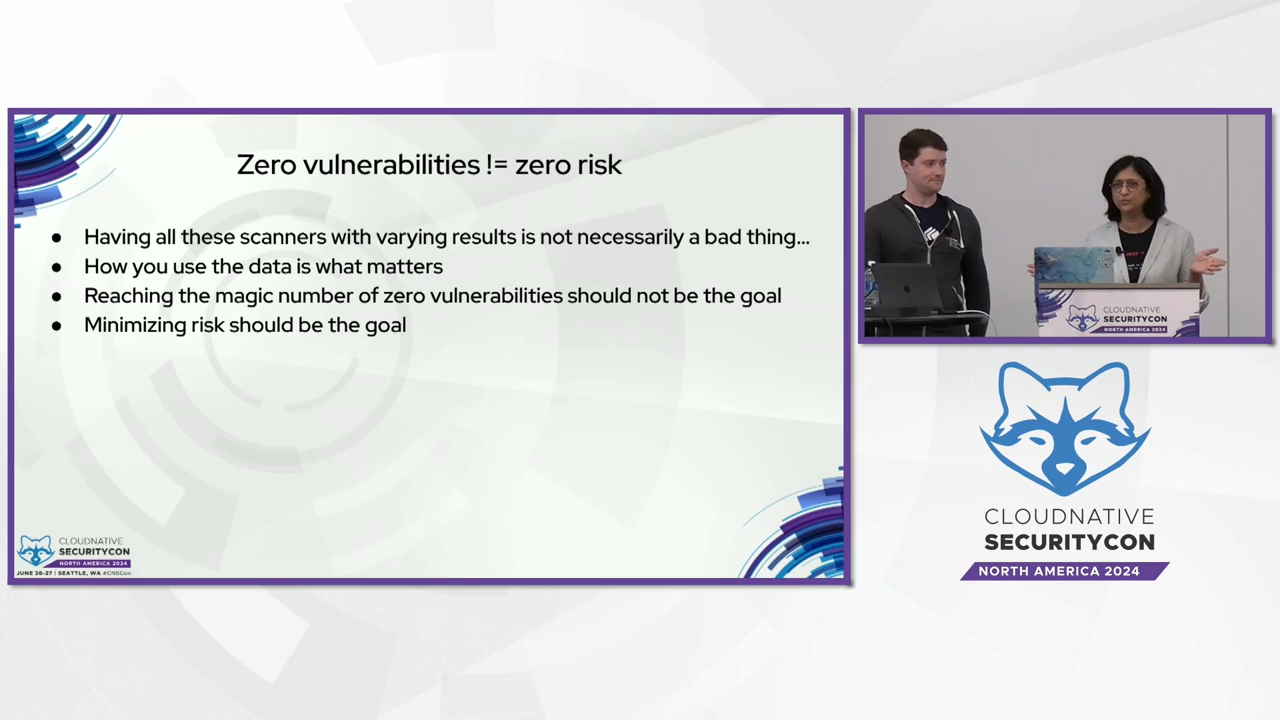 Zero vulnerabilities != zero risk
● Having all these scanners with varying results is not necessarily a bad thing...
● How you use the data is what matters
● Reaching the magic number of zero vulnerabilities should not be the goal
● Minimizing risk should be the goal
CLOUDNATIVE
SECURITYCON
NORTH AMERICA 2024
JUNE 26-27 | SEATTLE, WA #CNSCon
CLOUDNATIVE
SECURITYCON
NORTH AMERICA 2024
CLOUDNATIVE
SECURITYCON
NORTH AMERICA 2024